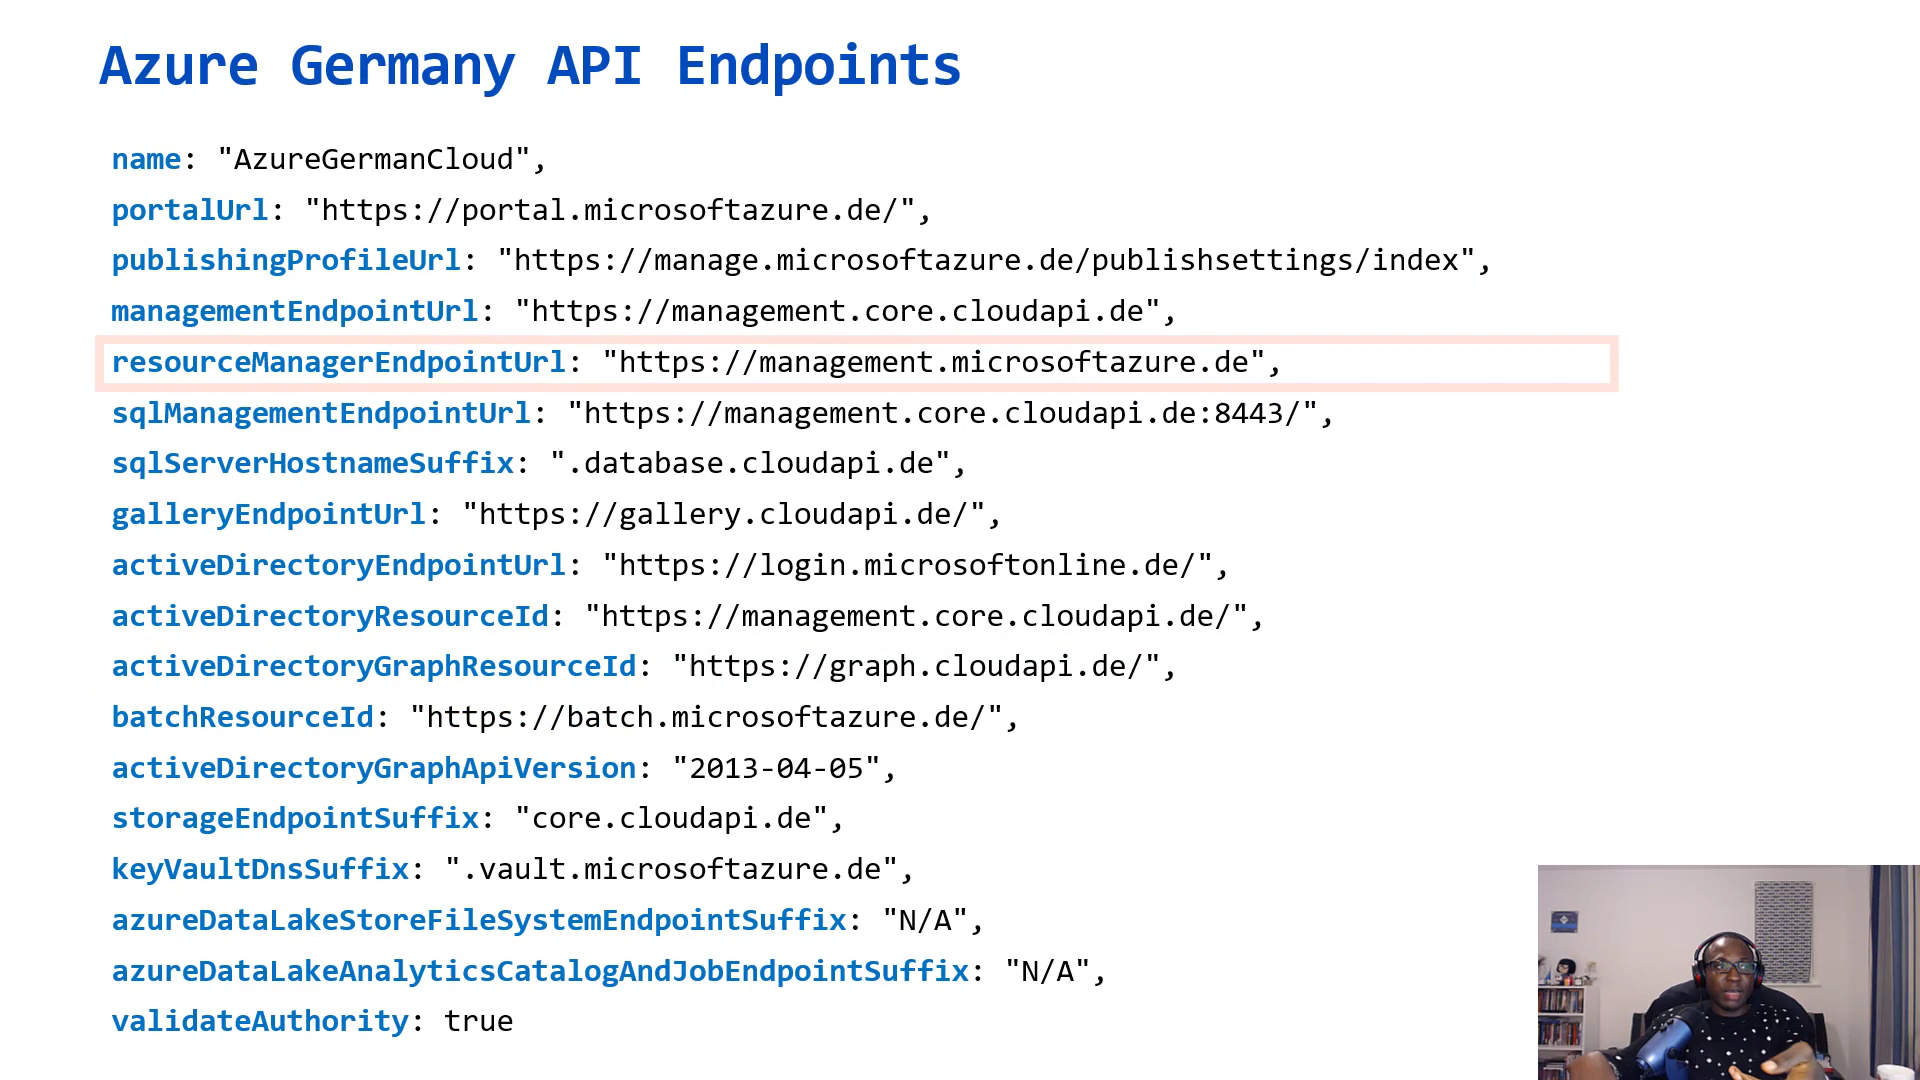 Azure Germany API Endpoints
name: "AzureGermanCloud",
portalUrl: "https://portal.microsoftazure.de/",
publishingProfileUrl: "https://manage.microsoftazure.de/publishsettings/index",
managementEndpointUrl: "https://management.core.cloudapi.de",
resourceManagerEndpointUrl: "https://management.microsoftazure.de",
sqlManagementEndpointUrl: "https://management.core.cloudapi.de:8443/",
sqlServerHostnameSuffix: ".database.cloudapi.de",
galleryEndpointUrl: "https://gallery.cloudapi.de/",
activeDirectoryEndpointUrl: "https://login.microsoftonline.de/",
activeDirectoryResourceId: "https://management.core.cloudapi.de/",
activeDirectoryGraphResourceId: "https://graph.cloudapi.de/",
batchResourceId: "https://batch.microsoftazure.de/",
activeDirectoryGraphApiVersion: "2013-04-05",
storageEndpointSuffix: "core.cloudapi.de",
keyVaultDnsSuffix: ".vault.microsoftazure.de",
azureDataLakeStoreFileSystemEndpointSuffix: "N/A",
azureDataLakeAnalyticsCatalogAndJobEndpointSuffix: "N/A",
validateAuthority: true